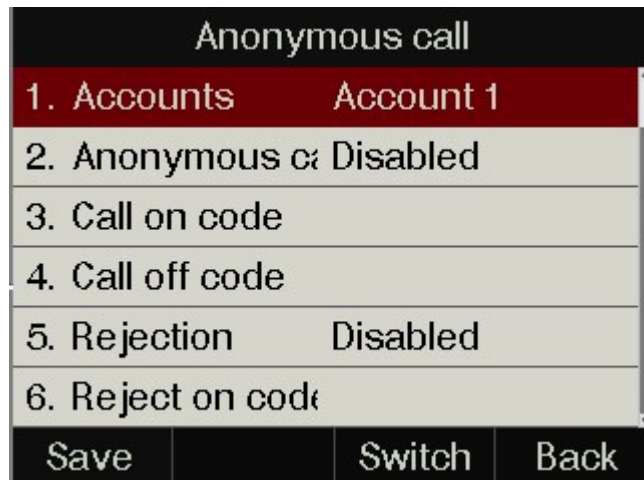 Anonymous call
1. Accounts Account 1
2. Anonymous ca Disabled
3. Call on code
4. Call off code
5. Rejection Disabled
6. Reject on code
Save Switch Back